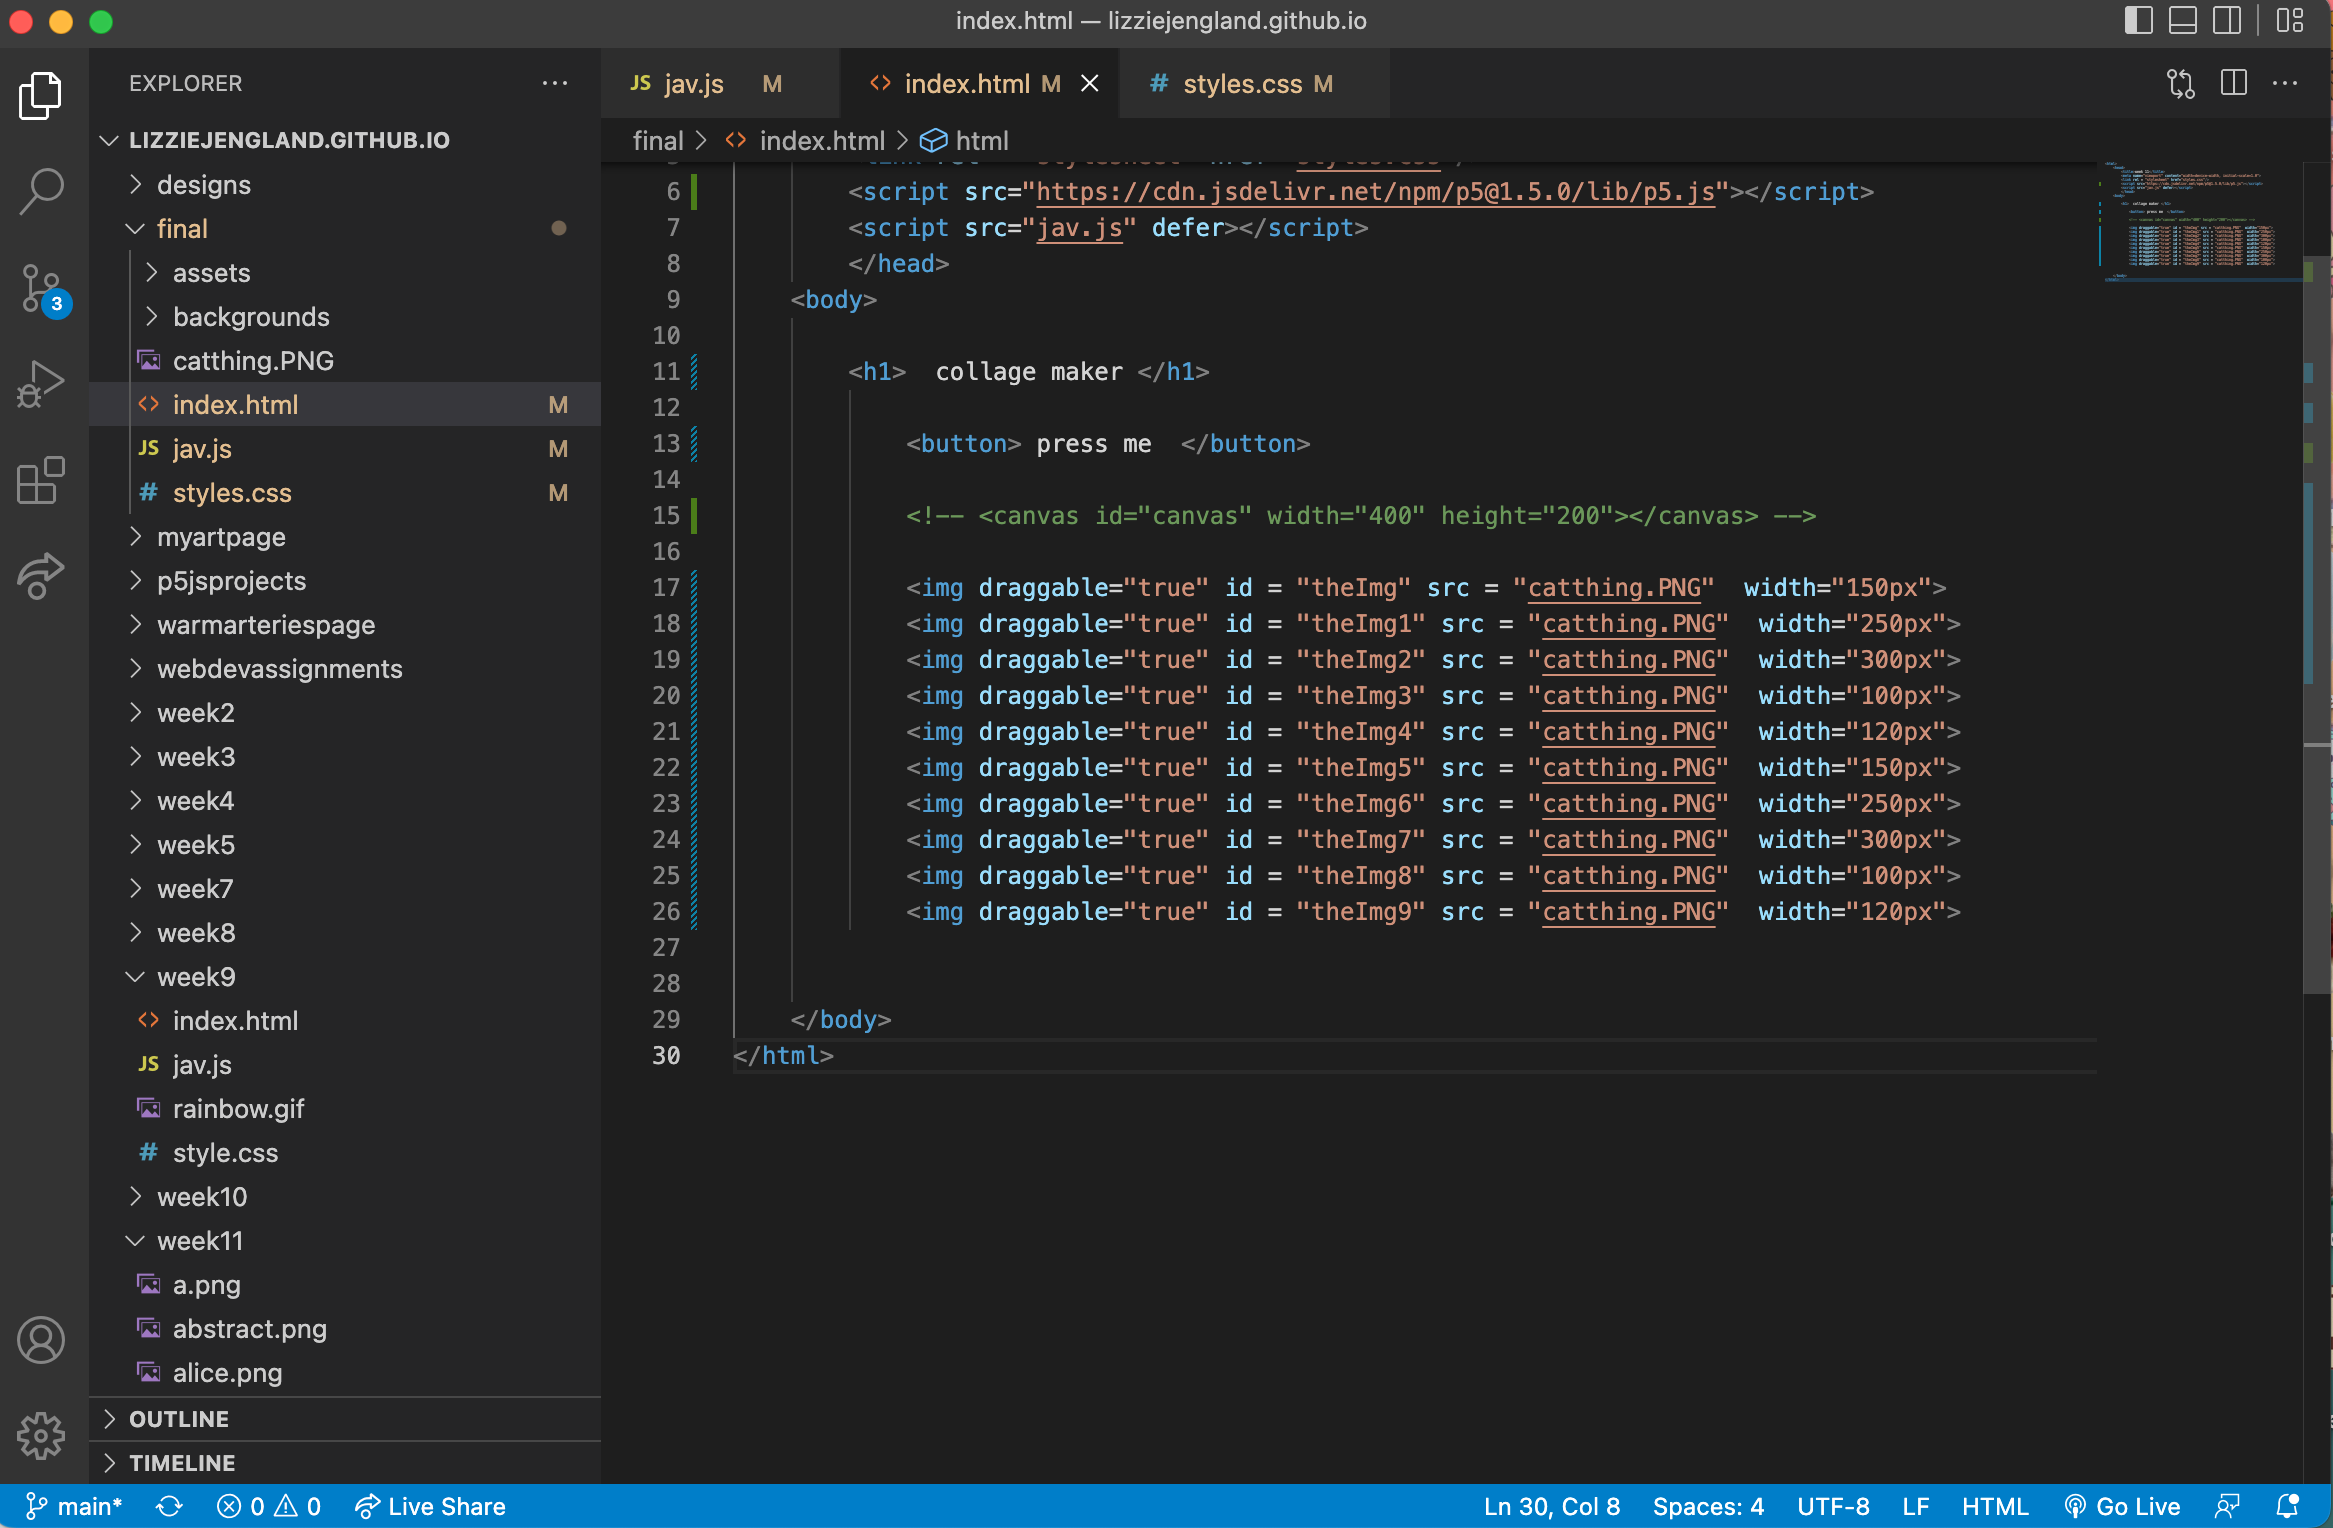 index.html — lizziejengland.github.io
EXPLORER
LIZZIEJENGLAND.GITHUB.IO
designs
final
assets
backgrounds
catthing.PNG
index.html M
JS jav.js M
# styles.css M
myartpage
p5jsprojects
warmarteriespage
webdevassignments
week2
week3
week4
week5
week7
week8
week9
index.html
JS jav.js
rainbow.gif
# style.css
week10
week11
a.png
abstract.png
alice.png
OUTLINE
TIMELINE
3
JS jav.js M
<> index.html M
# styles.css M
final > <> index.html > html
6 <script src="https://cdn.jsdelivr.net/npm/p5@1.5.0/lib/p5.js"></script>
7 <script src="jav.js" defer></script>
8 </head>
9 <body>
10
11 <h1>  collage maker </h1>
12
13 <button> press me  </button>
14
15 <!-- <canvas id="canvas" width="400" height="200"></canvas> -->
16
17 <img draggable="true" id = "theImg" src = "catthing.PNG"  width="150px">
18 <img draggable="true" id = "theImg1" src = "catthing.PNG"  width="250px">
19 <img draggable="true" id = "theImg2" src = "catthing.PNG"  width="300px">
20 <img draggable="true" id = "theImg3" src = "catthing.PNG"  width="100px">
21 <img draggable="true" id = "theImg4" src = "catthing.PNG"  width="120px">
22 <img draggable="true" id = "theImg5" src = "catthing.PNG"  width="150px">
23 <img draggable="true" id = "theImg6" src = "catthing.PNG"  width="250px">
24 <img draggable="true" id = "theImg7" src = "catthing.PNG"  width="300px">
25 <img draggable="true" id = "theImg8" src = "catthing.PNG"  width="100px">
26 <img draggable="true" id = "theImg9" src = "catthing.PNG"  width="120px">
27
28
29 </body>
30 </html>
main* 0 0 Live Share Ln 30, Col 8 Spaces: 4 UTF-8 LF HTML Go Live